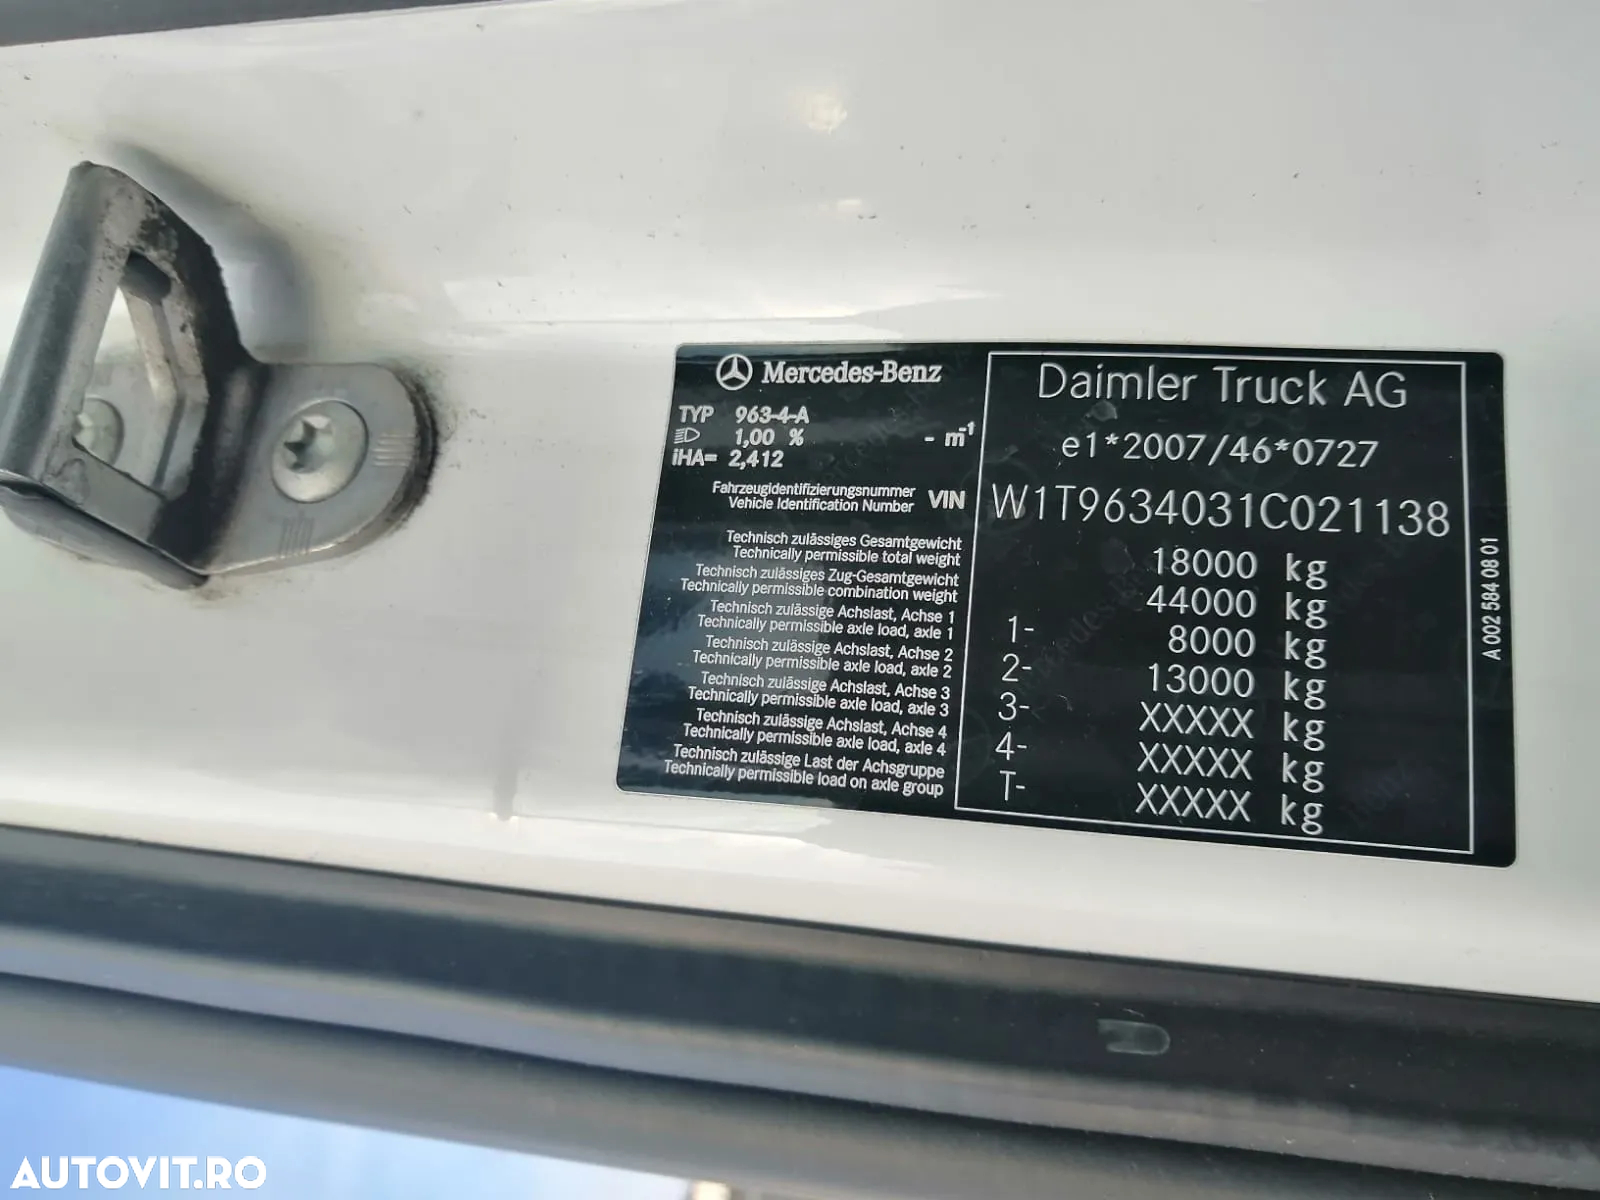 Mercedes-Benz
TYP 963-4-A
1,00 % - m-1
iHA= 2,412
Fahrzeugidentifizierungsnummer
Vehicle Identification Number VIN
Technisch zulässiges Gesamtgewicht
Technically permissible total weight
Technisch zulässiges Zug-Gesamtgewicht
Technically permissible combination weight
Technisch zulässige Achslast, Achse 1
Technically permissible axle load, axle 1
Technisch zulässige Achslast, Achse 2
Technically permissible axle load, axle 2
Technisch zulässige Achslast, Achse 3
Technically permissible axle load, axle 3
Technisch zulässige Achslast, Achse 4
Technically permissible axle load, axle 4
Technisch zulässige Last der Achsgruppe
Technically permissible load on axle group
Daimler Truck AG
e1*2007/46*0727
W1T9634031C021138
18000 kg
44000 kg
1- 8000 kg
2- 13000 kg
3- XXXXX kg
4- XXXXX kg
T- XXXXX kg
A 002 584 08 01
AUTOVIT.RO